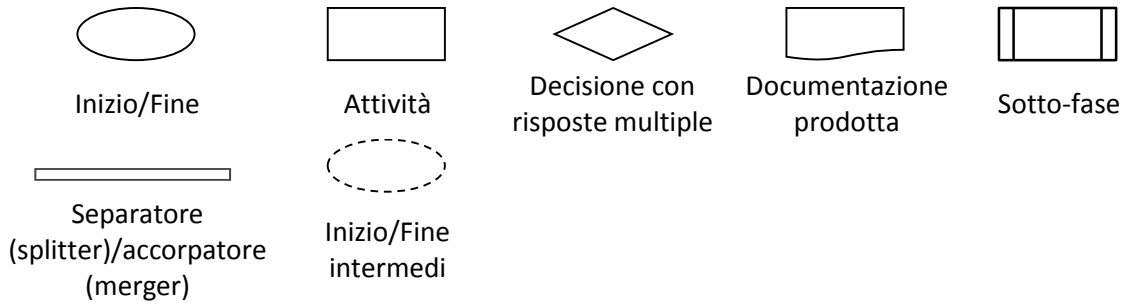 Inizio/Fine
Attività
Decisione con
risposte multiple
Documentazione
prodotta
Sotto-fase
Separatore
(splitter)/accorpatore
(merger)
Inizio/Fine
intermedi